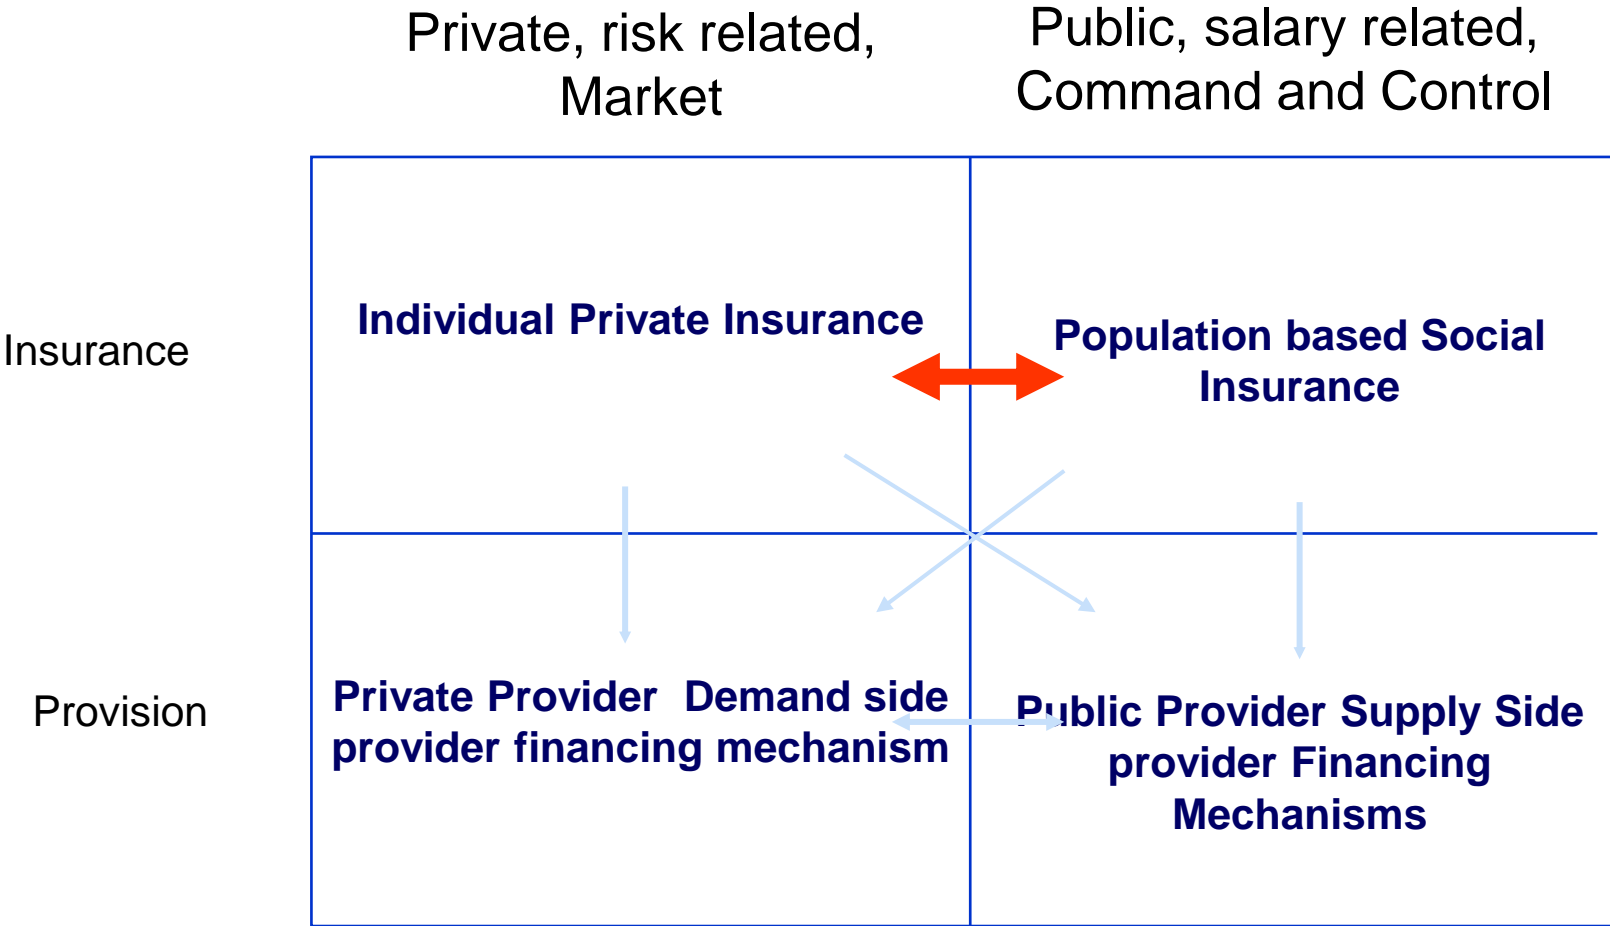 Private, risk related,
Market
Public, salary related,
Command and Control
Insurance
Individual Private Insurance
Population based Social
Insurance
Provision
Private Provider  Demand side
provider financing mechanism
Public Provider Supply Side
provider Financing
Mechanisms